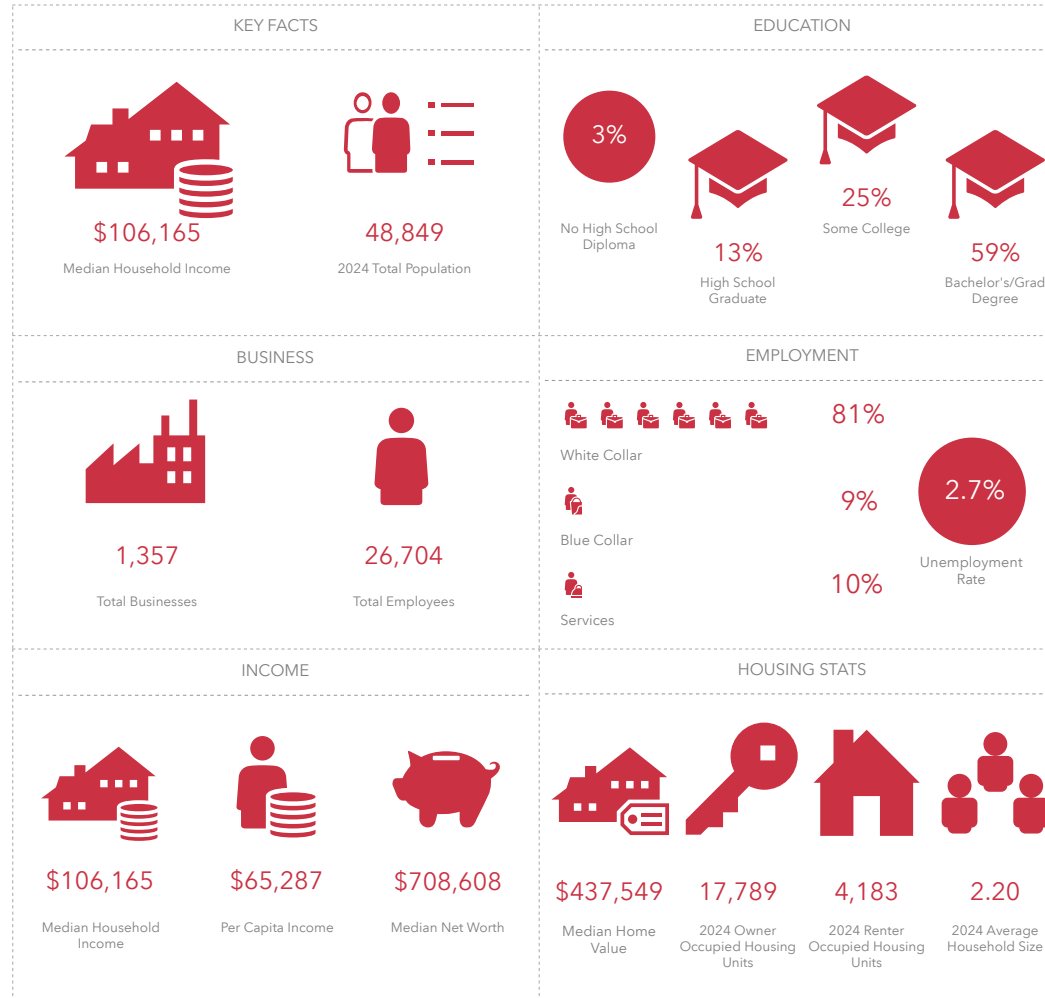 KEY FACTS
$106,165
Median Household Income
48,849
2024 Total Population
EDUCATION
3%
No High School
Diploma
13%
High School
Graduate
25%
Some College
59%
Bachelor's/Grad
Degree
BUSINESS
1,357
Total Businesses
26,704
Total Employees
EMPLOYMENT
81%
White Collar
9%
Blue Collar
10%
Services
2.7%
Unemployment
Rate
INCOME
$106,165
Median Household
Income
$65,287
Per Capita Income
$708,608
Median Net Worth
HOUSING STATS
$437,549
Median Home
Value
17,789
2024 Owner
Occupied Housing
Units
4,183
2024 Renter
Occupied Housing
Units
2.20
2024 Average
Household Size